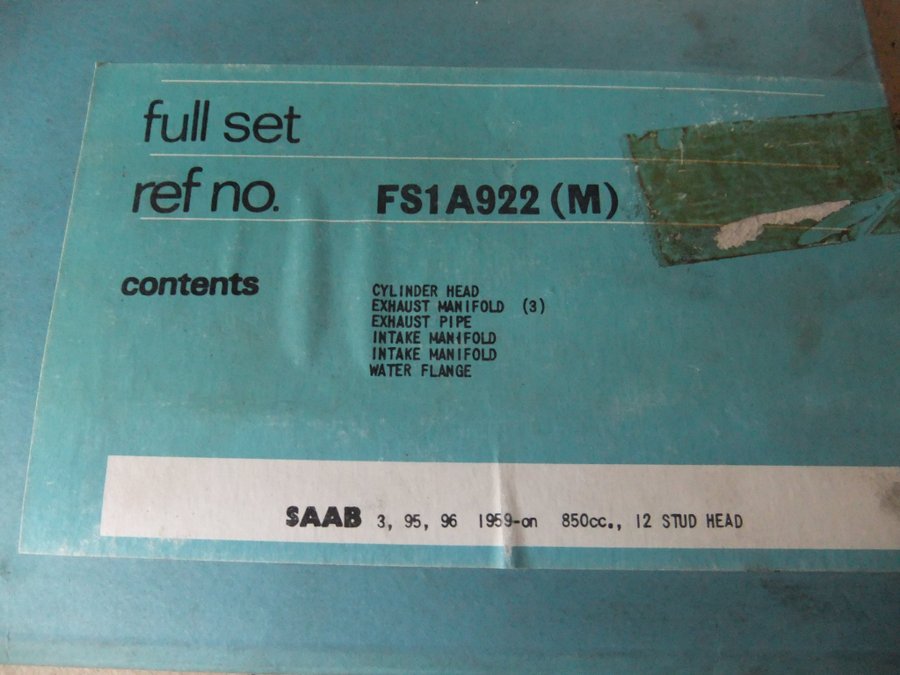 full set
ref no. FS1A922 (M)
contents
CYLINDER HEAD
EXHAUST MANIFOLD (3)
EXHAUST PIPE
INTAKE MANIFOLD
INTAKE MANIFOLD
WATER FLANGE
SAAB 3, 95, 96 1959-on 850cc., 12 STUD HEAD